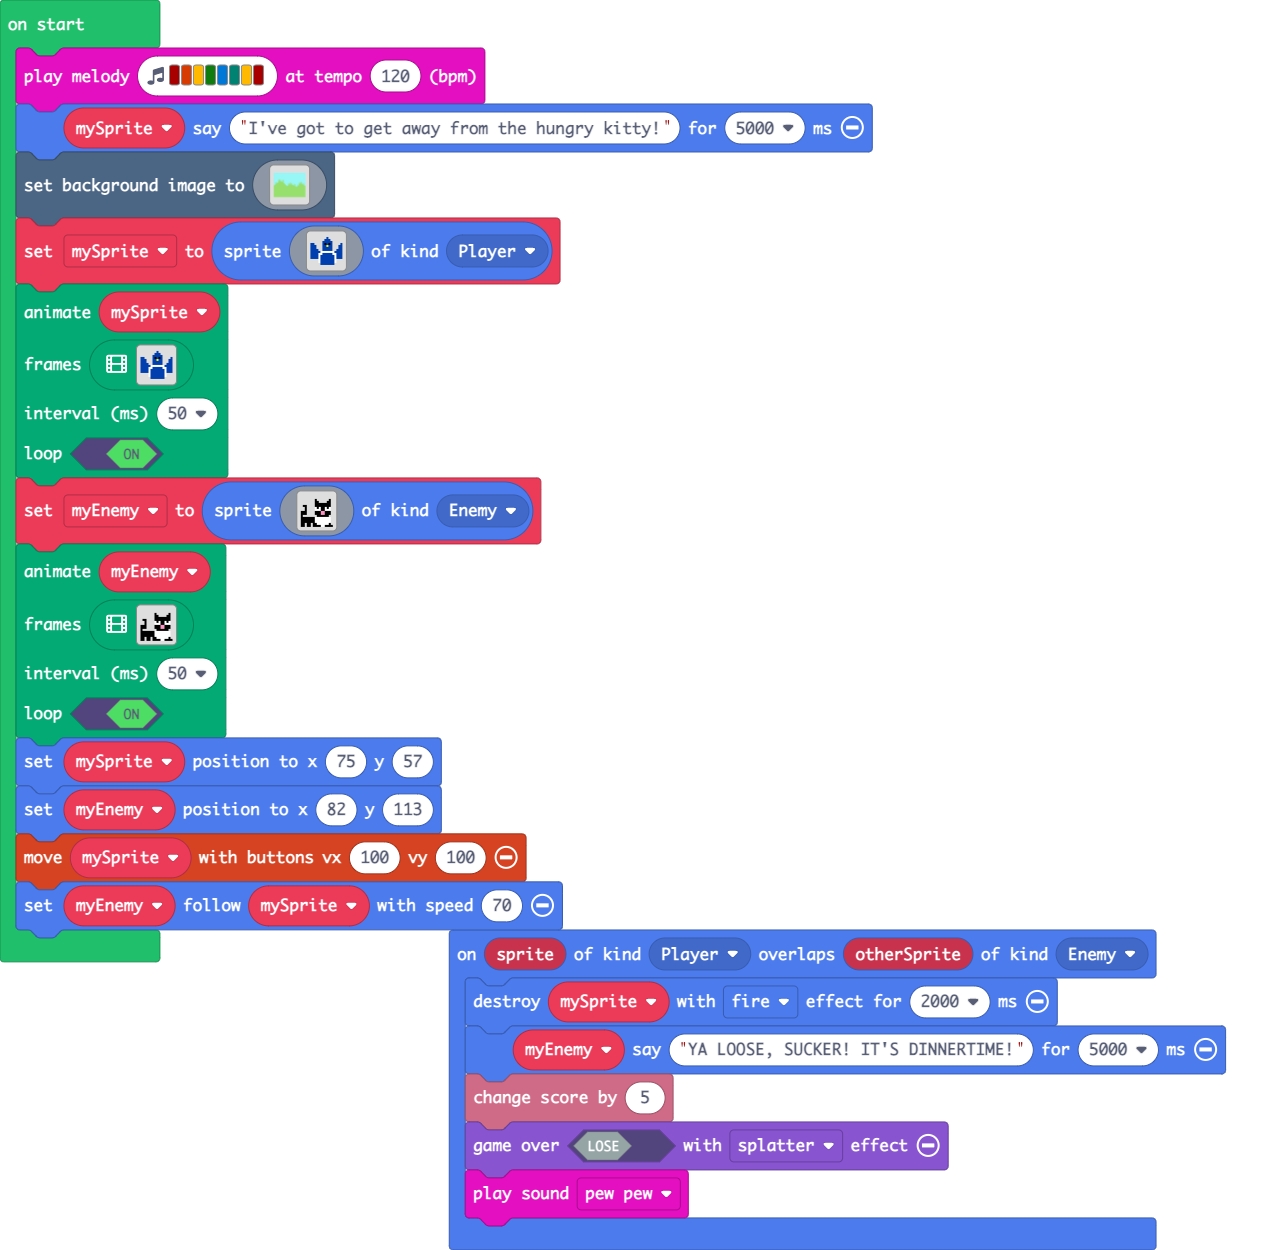 on start
play melody at tempo 120 (bpm)
mySprite say "I've got to get away from the hungry kitty!" for 5000 ms
set background image to
set mySprite to sprite of kind Player
animate mySprite
frames
interval (ms) 50
loop ON
set myEnemy to sprite of kind Enemy
animate myEnemy
frames
interval (ms) 50
loop ON
set mySprite position to x 75 y 57
set myEnemy position to x 82 y 113
move mySprite with buttons vx 100 vy 100
set myEnemy follow mySprite with speed 70
on sprite of kind Player overlaps otherSprite of kind Enemy
destroy mySprite with fire effect for 2000 ms
myEnemy say "YA LOOSE, SUCKER! IT'S DINNERTIME!" for 5000 ms
change score by 5
game over LOSE with splatter effect
play sound pew pew